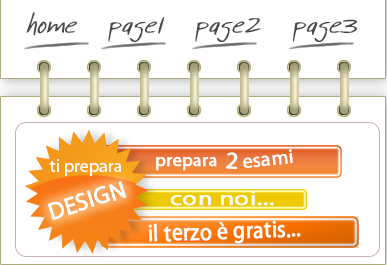 home page1 page2 page3
ti prepara
DESIGN
prepara 2 esami
con noi...
il terzo è gratis...